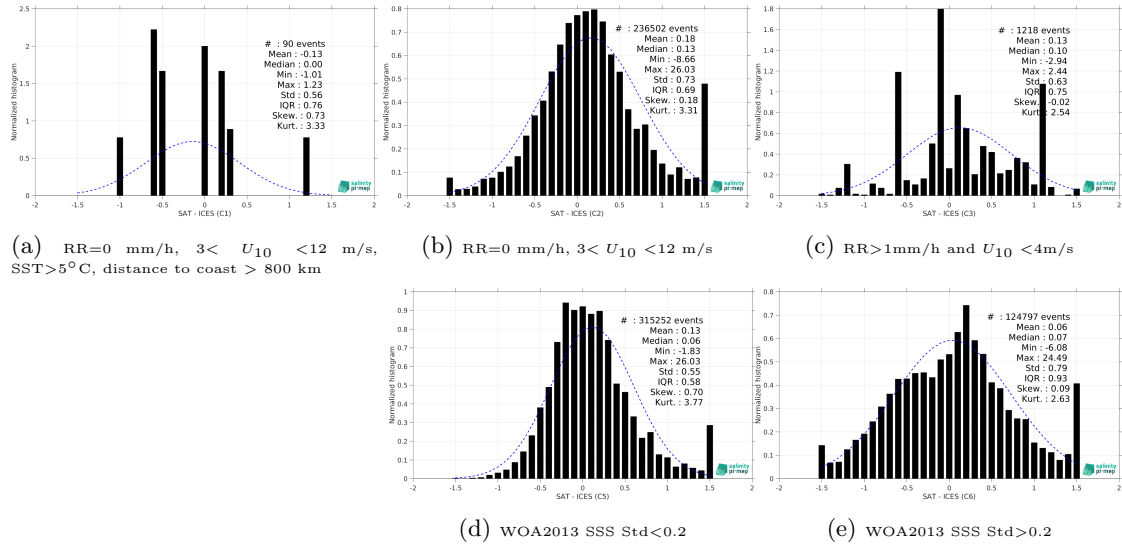 2.5
2
1.5
1
0.5
0
Normalized histogram
# : 90 events
Mean : -0.13
Median : 0.00
Min : -1.01
Max : 1.23
Std : 0.56
IQR : 0.76
Skew. : 0.73
Kurt. : 3.33
salinity
pi-mep
-2 -1.5 -1 -0.5 0 0.5 1 1.5 2
SAT - ICES (C1)
(a) RR=0 mm/h, 3< U10 <12 m/s,
SST>5°C, distance to coast > 800 km
0.8
0.7
0.6
0.5
0.4
0.3
0.2
0.1
0
Normalized histogram
# : 236502 events
Mean : 0.18
Median : 0.13
Min : -8.66
Max : 26.03
Std : 0.73
IQR : 0.69
Skew. : 0.18
Kurt. : 3.31
salinity
pi-mep
-2 -1.5 -1 -0.5 0 0.5 1 1.5 2
SAT - ICES (C2)
(b) RR=0 mm/h, 3< U10 <12 m/s
1.8
1.6
1.4
1.2
1
0.8
0.6
0.4
0.2
0
Normalized histogram
# : 1218 events
Mean : 0.13
Median : 0.10
Min : -2.94
Max : 2.44
Std : 0.63
IQR : 0.75
Skew. : -0.02
Kurt. : 2.54
salinity
pi-mep
-2 -1.5 -1 -0.5 0 0.5 1 1.5 2
SAT - ICES (C3)
(c) RR>1mm/h and U10 <4m/s
1
0.9
0.8
0.7
0.6
0.5
0.4
0.3
0.2
0.1
0
Normalized histogram
# : 315252 events
Mean : 0.13
Median : 0.06
Min : -1.83
Max : 26.03
Std : 0.55
IQR : 0.58
Skew. : 0.70
Kurt. : 3.77
salinity
pi-mep
-2 -1.5 -1 -0.5 0 0.5 1 1.5 2
SAT - ICES (C5)
(d) WOA2013 SSS Std<0.2
0.8
0.7
0.6
0.5
0.4
0.3
0.2
0.1
0
Normalized histogram
# : 124797 events
Mean : 0.06
Median : 0.07
Min : -6.08
Max : 24.49
Std : 0.79
IQR : 0.93
Skew. : 0.09
Kurt. : 2.63
salinity
pi-mep
-2 -1.5 -1 -0.5 0 0.5 1 1.5 2
SAT - ICES (C6)
(e) WOA2013 SSS Std>0.2